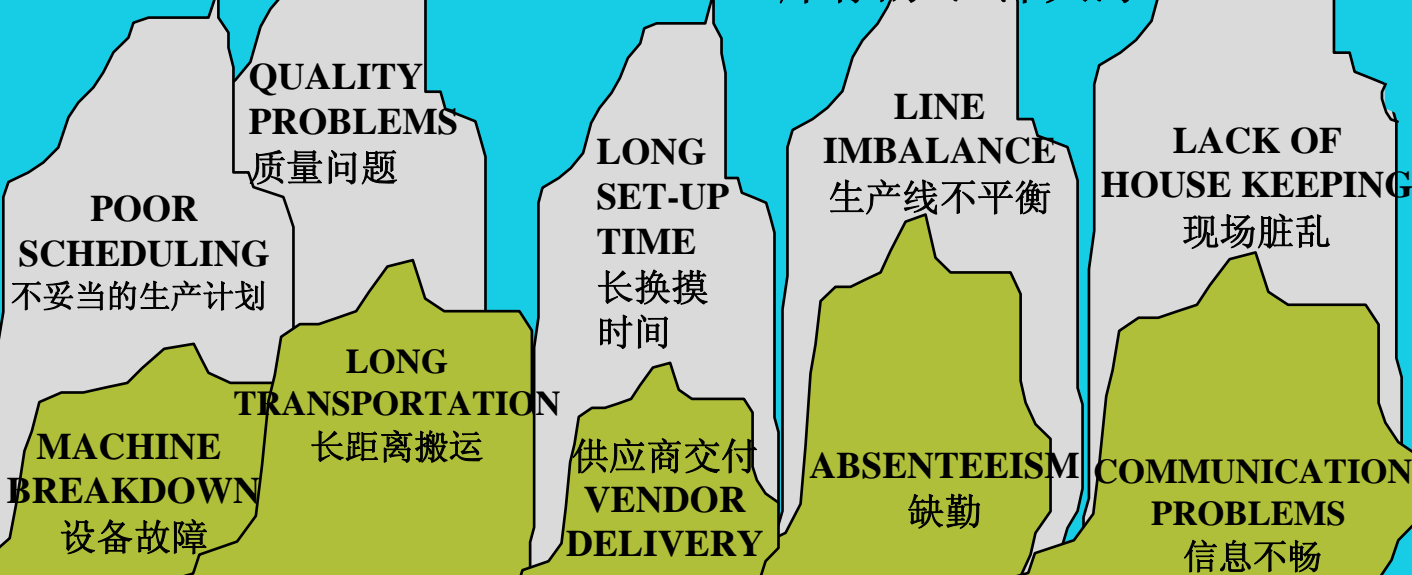 QUALITY
PROBLEMS
质量问题
POOR
SCHEDULING
不妥当的生产计划
LONG
SET-UP
TIME
长换摸
时间
LINE
IMBALANCE
生产线不平衡
LACK OF
HOUSE KEEPING
现场脏乱
MACHINE
BREAKDOWN
设备故障
LONG
TRANSPORTATION
长距离搬运
供应商交付
VENDOR
DELIVERY
ABSENTEEISM
缺勤
COMMUNICATION
PROBLEMS
信息不畅